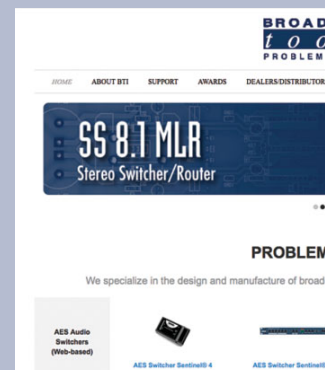 BROAD
too
PROBLEM
HOME ABOUT BTI SUPPORT AWARDS DEALERS/DISTRIBUTOR
SS 8.1 MLR
Stereo Switcher/Router
PROBLEM
We specialize in the design and manufacture of broad
AES Audio
Switchers
(Web-based)
AES Switcher Sentinel® 4 AES Switcher Sentinel®